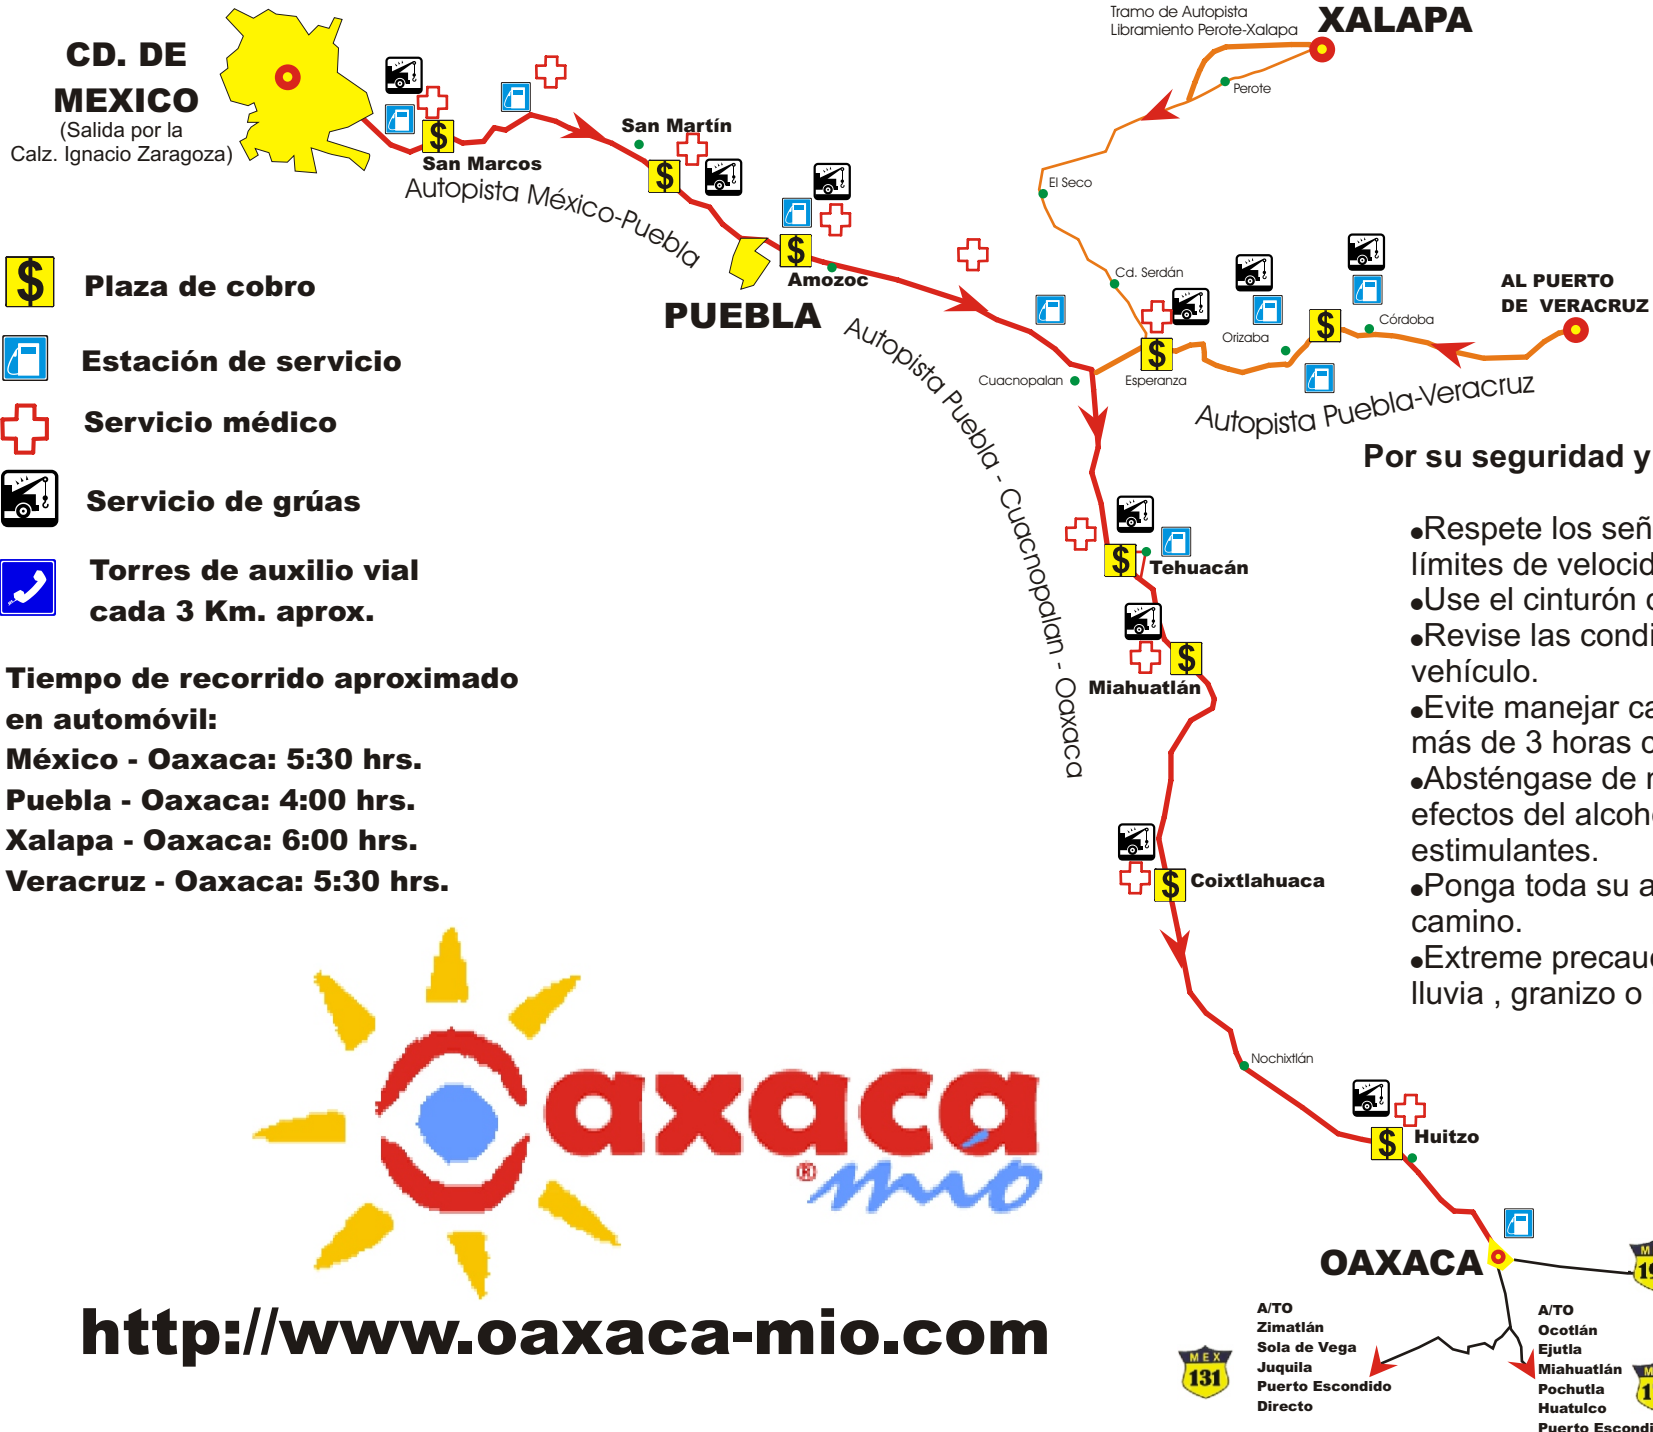 CD. DE
MEXICO
(Salida por la
Calz. Ignacio Zaragoza)
San Marcos
San Martín
Autopista México-Puebla
PUEBLA
Amozoc
Autopista Puebla - Cuacnopalan - Oaxaca
Tramo de Autopista
Libramiento Perote-Xalapa
XALAPA
Perote
El Seco
Cd. Serdán
Cuacnopalan
Esperanza
Orizaba
Córdoba
AL PUERTO
DE VERACRUZ
Autopista Puebla-Veracruz
$ Plaza de cobro
Estación de servicio
Servicio médico
Servicio de grúas
Torres de auxilio vial
cada 3 Km. aprox.
Tiempo de recorrido aproximado
en automóvil:
México - Oaxaca: 5:30 hrs.
Puebla - Oaxaca: 4:00 hrs.
Xalapa - Oaxaca: 6:00 hrs.
Veracruz - Oaxaca: 5:30 hrs.
Por su seguridad y
•Respete los señ
límites de velocid
•Use el cinturón
•Revise las condi
vehículo.
•Evite manejar ca
más de 3 horas
•Absténgase de
efectos del alcoh
estimulantes.
•Ponga toda su a
camino.
•Extreme precau
lluvia , granizo o
Tehuacán
Miahuatlán
Coixtlahuaca
Nochixtlán
Huitzo
OAXACA
oaxaca
mio
®
http://www.oaxaca-mio.com
MEX
131
A/TO
Zimatlán
Sola de Vega
Juquila
Puerto Escondido
Directo
A/TO
Ocotlán
Ejutla
Miahuatlán
Pochutla
Huatulco
Puerto Escondi